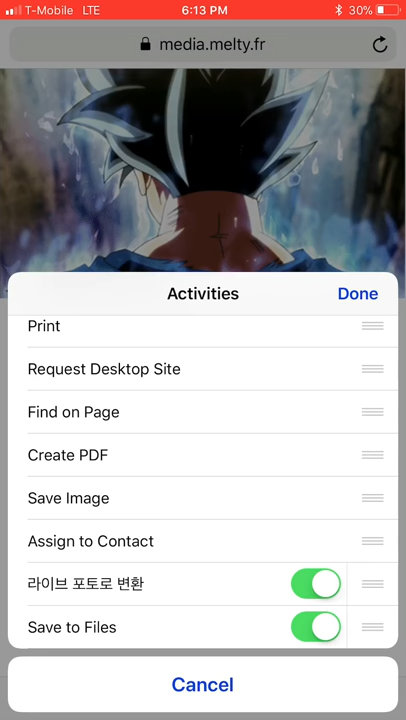 T-Mobile LTE 6:13 PM 30%
media.melty.fr
Activities Done
Print
Request Desktop Site
Find on Page
Create PDF
Save Image
Assign to Contact
라이브 포토로 변환
Save to Files
Cancel